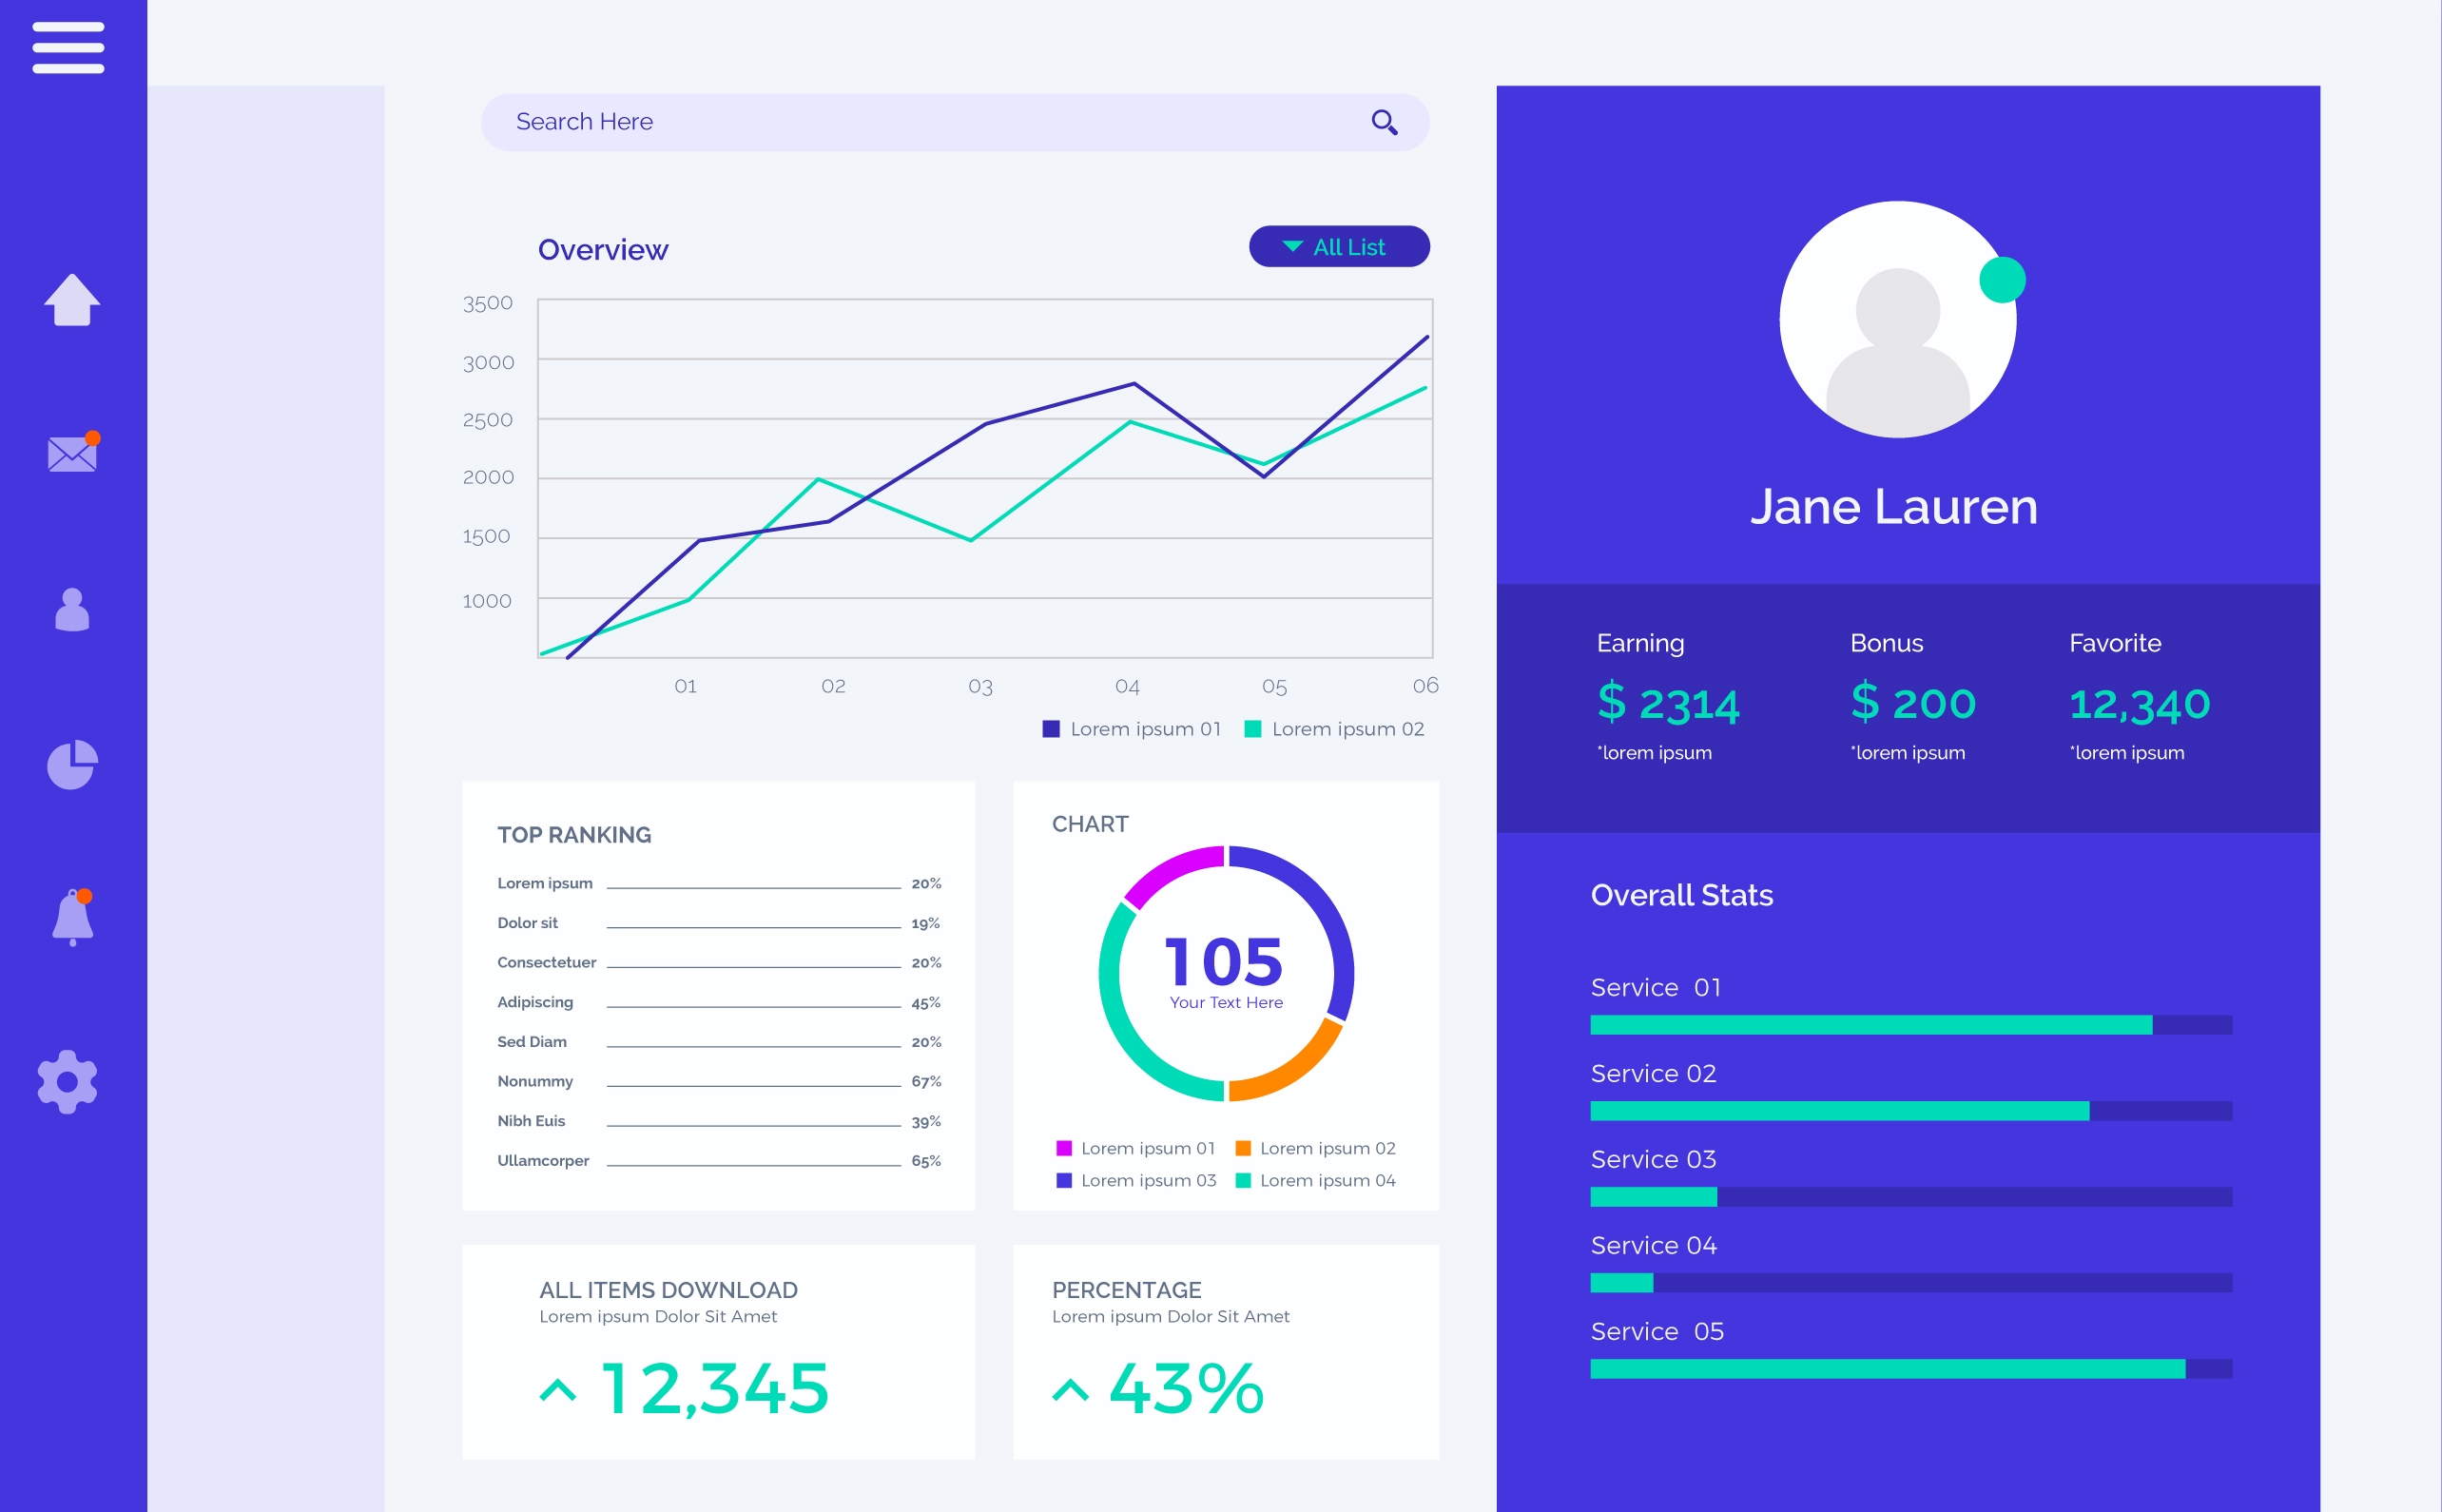 Search Here
Overview
All List
3500
3000
2500
2000
1500
1000
01 02 03 04 05 06
Lorem ipsum 01 Lorem ipsum 02
TOP RANKING
Lorem ipsum 20%
Dolor sit 19%
Consectetuer 20%
Adipiscing 45%
Sed Diam 20%
Nonummy 67%
Nibh Euis 39%
Ullamcorper 65%
CHART
105
Your Text Here
Lorem ipsum 01 Lorem ipsum 02
Lorem ipsum 03 Lorem ipsum 04
ALL ITEMS DOWNLOAD
Lorem ipsum Dolor Sit Amet
12,345
PERCENTAGE
Lorem ipsum Dolor Sit Amet
43%
Jane Lauren
Earning Bonus Favorite
$ 2314 $ 200 12,340
*lorem ipsum *lorem ipsum *lorem ipsum
Overall Stats
Service 01
Service 02
Service 03
Service 04
Service 05